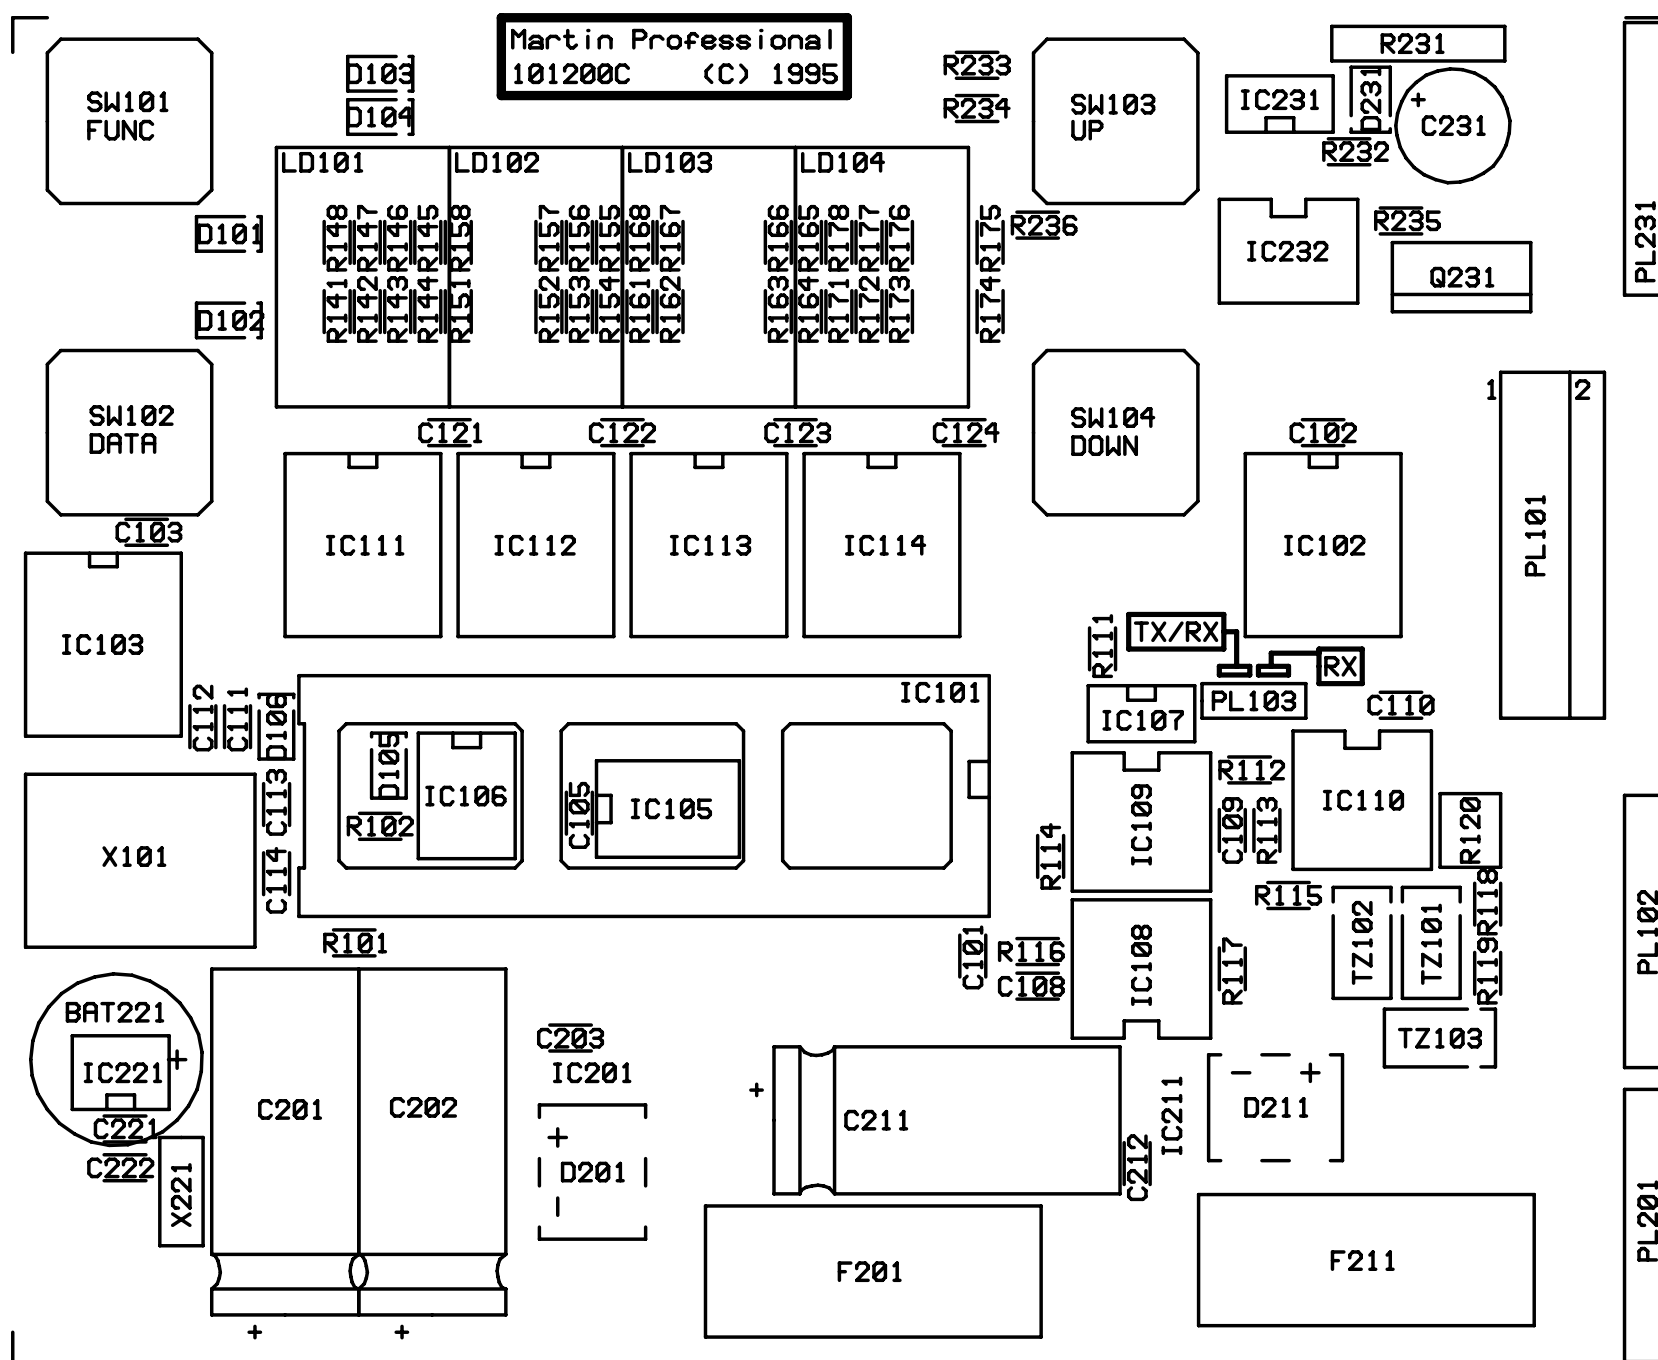 Martin Professional
101200C (C) 1995
SW101
FUNC
D103
D104
R233
R234
SW103
UP
R231
IC231
D231
+
C231
R232
PL231
LD101
LD102
LD103
LD104
D101
D102
R148
R147
R146
R145
R158
R157
R156
R155
R168
R167
R166
R165
R178
R177
R176
R175
R141
R142
R143
R144
R151
R152
R153
R154
R161
R162
R163
R164
R171
R172
R173
R174
R236
IC232
R235
Q231
SW102
DATA
C121
C122
C123
C124
SW104
DOWN
C102
1
2
PL101
C103
IC111
IC112
IC113
IC114
IC102
IC103
R111
TX/RX
RX
PL103
IC107
C110
C112
C111
D106
IC101
D105
IC106
R102
C105
IC105
R112
IC109
C109
R113
IC110
R120
R114
X101
C113
C114
R115
TZ102
TZ101
R118
R119
PL102
R101
C101
R116
C108
IC108
R117
TZ103
BAT221
IC221
+
C221
C222
X221
C201
C202
+
+
C203
IC201
+
D201
-
+
C211
C212
IC211
- +
D211
F201
F211
PL201